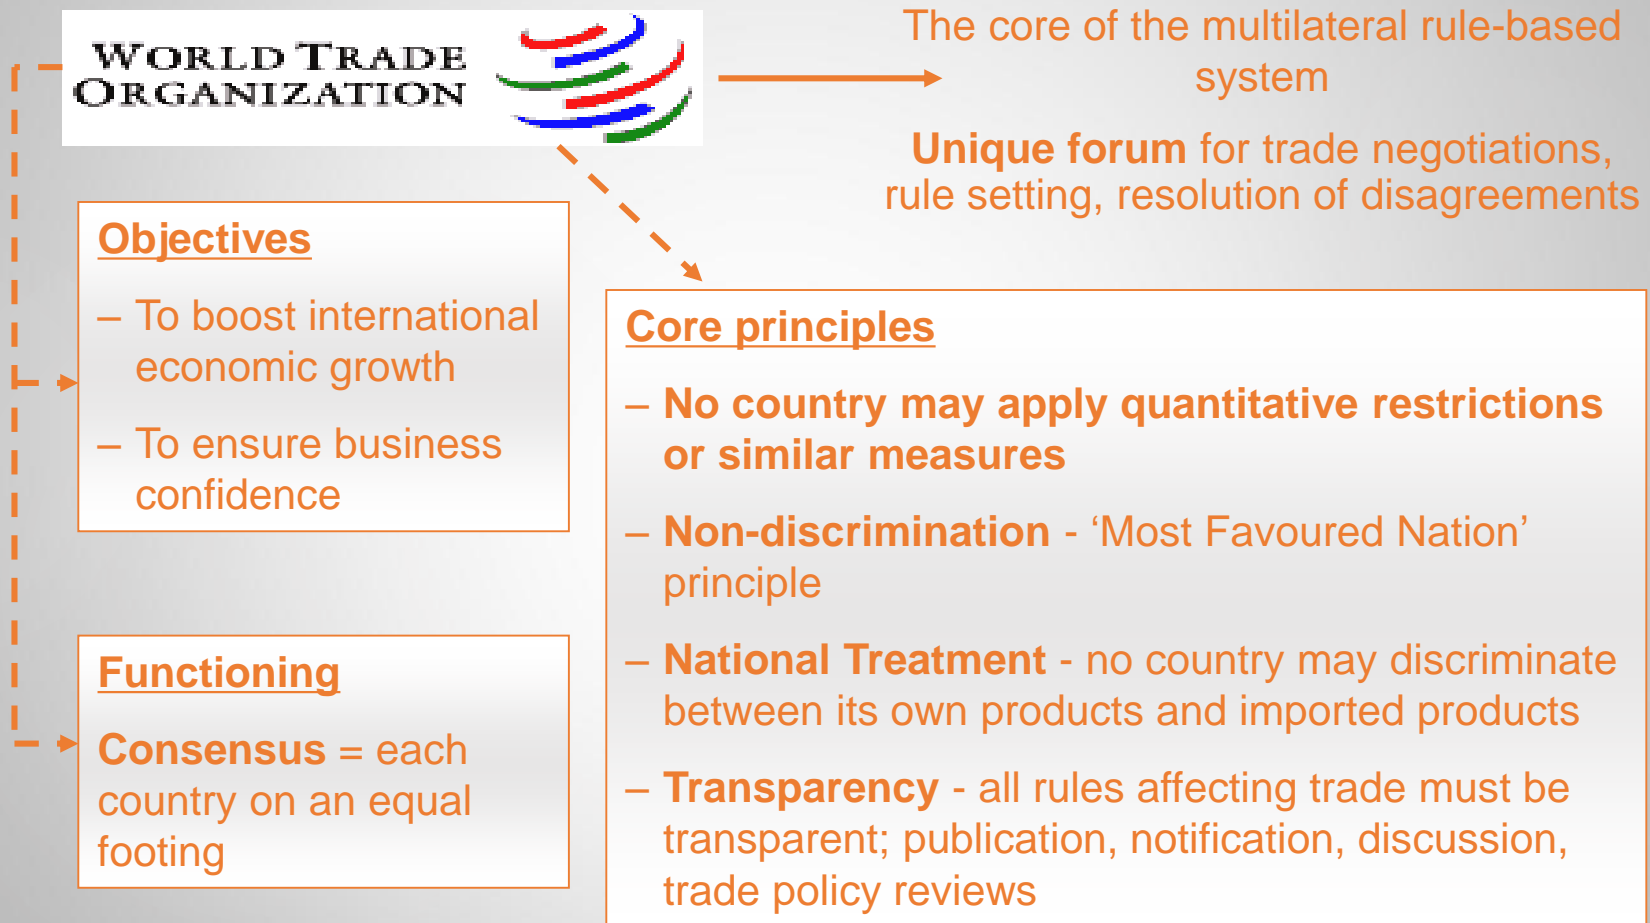 WORLD TRADE
ORGANIZATION
The core of the multilateral rule-based
system
Unique forum for trade negotiations,
rule setting, resolution of disagreements
Objectives
– To boost international
economic growth
– To ensure business
confidence
Functioning
Consensus = each
country on an equal
footing
Core principles
– No country may apply quantitative restrictions
or similar measures
– Non-discrimination - ‘Most Favoured Nation’
principle
– National Treatment - no country may discriminate
between its own products and imported products
– Transparency - all rules affecting trade must be
transparent; publication, notification, discussion,
trade policy reviews